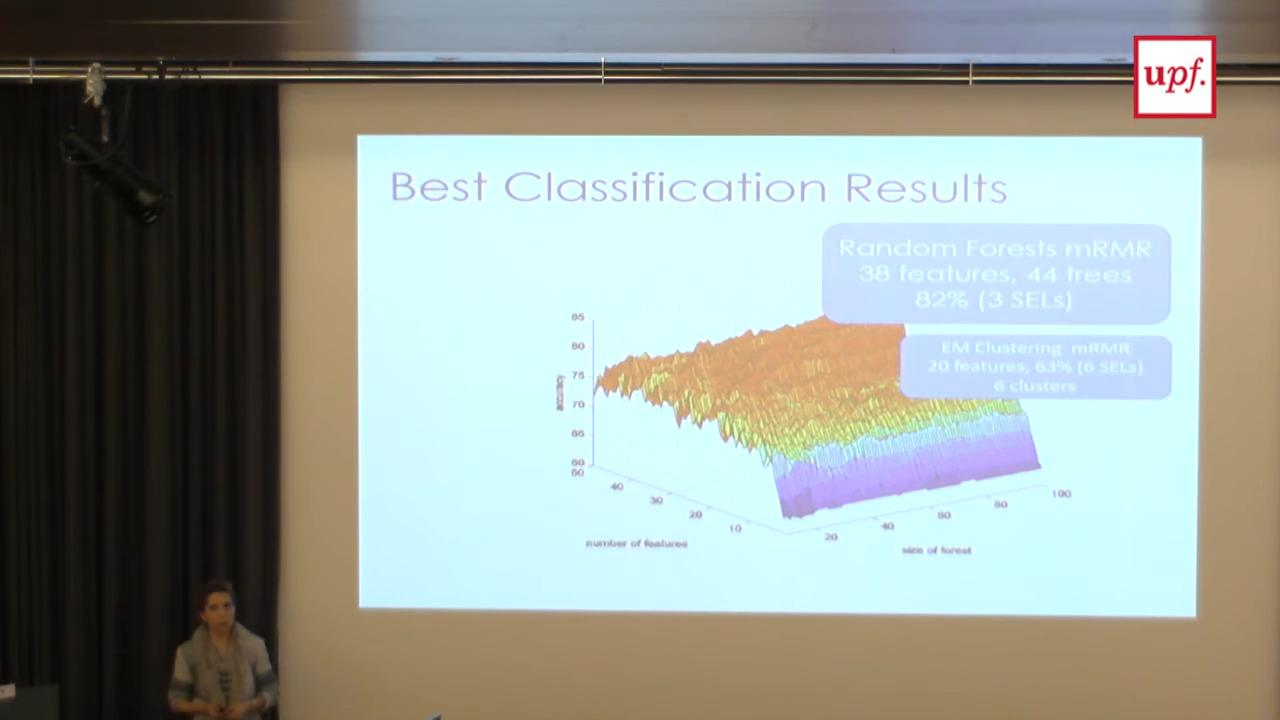 upf.
Best Classification Results
Random Forests mRMR
38 features, 44 trees
82% (3 SELs)
EM Clustering mRMR
20 features, 63% (6 SELs)
6 clusters
85
80
75
70
65
60
accuracy
50
40
30
20
10
number of features
20
40
60
80
100
size of forest